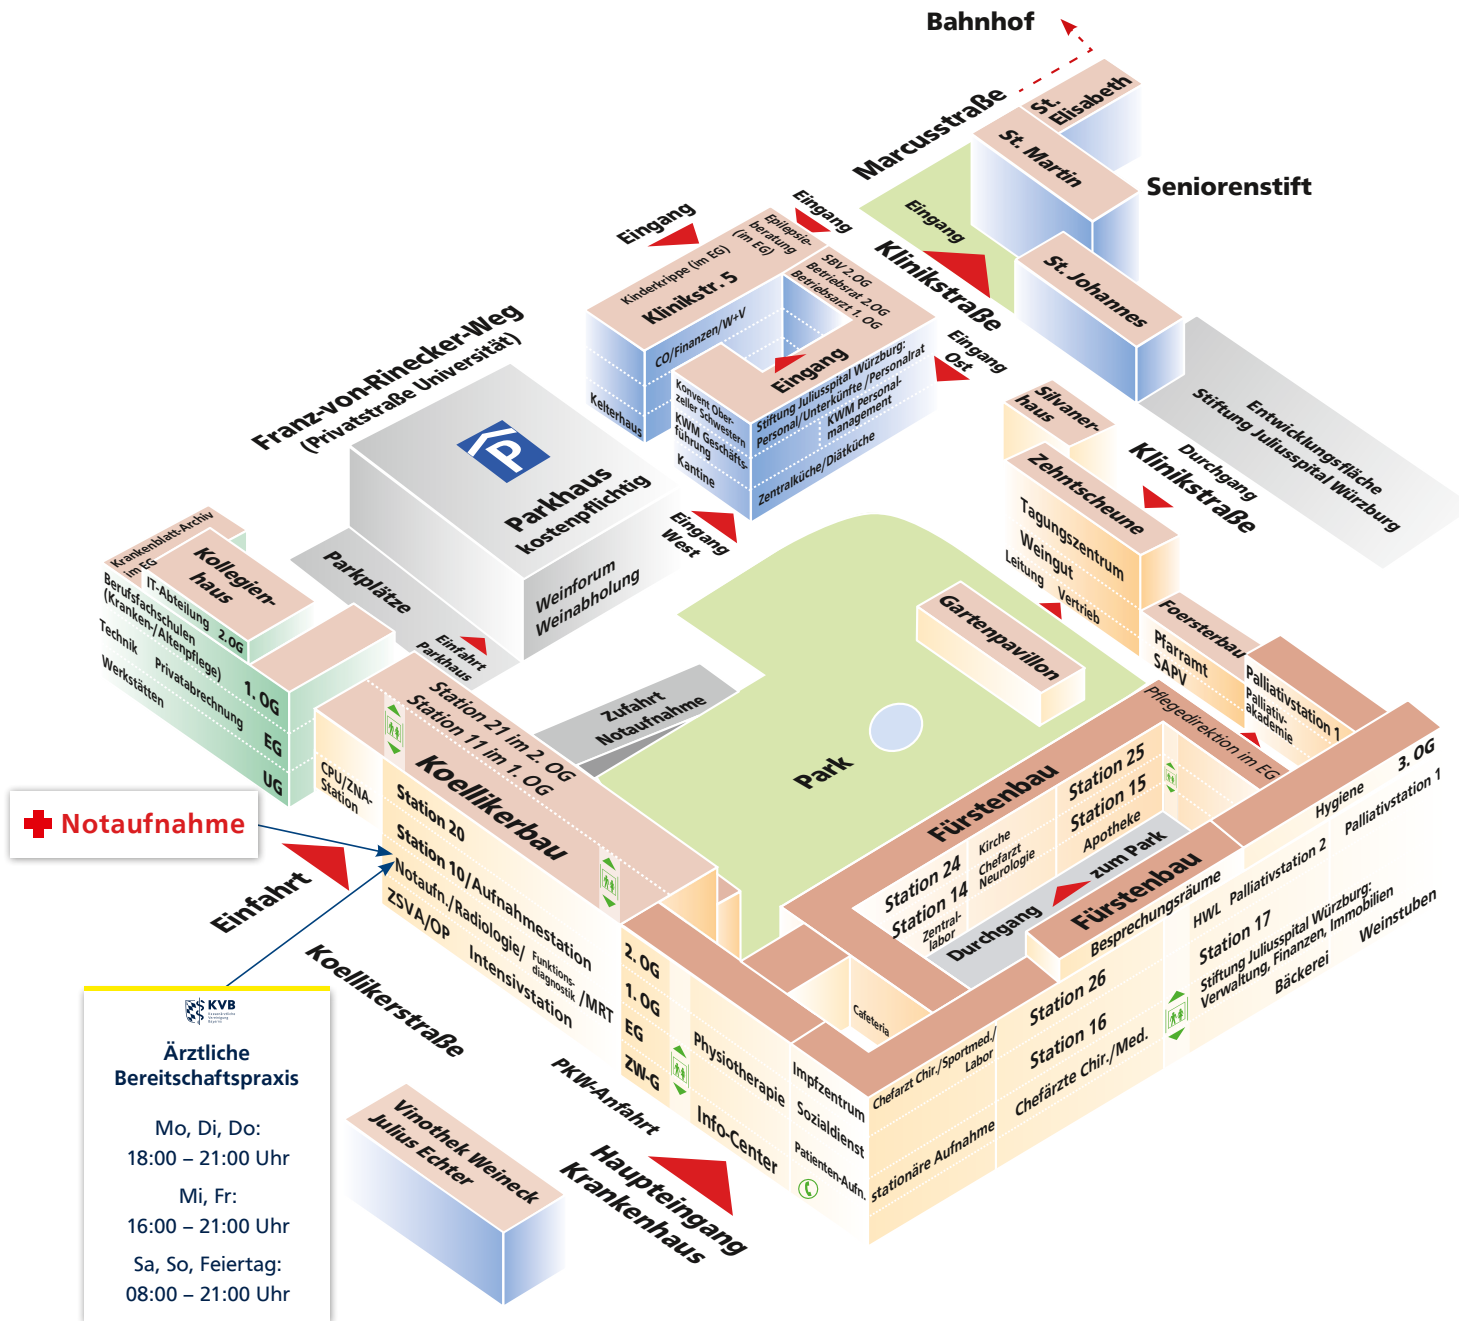 Bahnhof
Marcusstraße
St.
Elisabeth
St. Martin
Seniorenstift
St. Johannes
Eingang
Klinikstraße
Eingang
Eingang
Epilepsie-
beratung
(im EG)
Kinderkrippe (im EG)
Klinikstr. 5
SBV 2.OG
Betriebsrat 2.OG
Betriebsarzt 1. OG
CO/Finanzen/W+V
Kelterhaus
Eingang
Konvent Ober-
zeller Schwestern
KWM Geschäfts-
führung
Kantine
Stiftung Juliusspital Würzburg:
Personal/Unterkünfte/Personalrat
KWM Personal-
management
Zentralküche/Diätküche
Eingang
Ost
Franz-von-Rinecker-Weg
(Privatstraße Universität)
P
Parkhaus
kostenpflichtig
Weinforum
Weinabholung
Eingang
West
Parkplätze
Einfahrt
Parkhaus
Silvaner-
haus
Zehntscheune
Tagungszentrum
Weingut
Leitung
Vertrieb
Durchgang
Klinikstraße
Entwicklungsfläche
Stiftung Juliusspital Würzburg
Krankenblatt-Archiv
im EG
Kollegien-
haus
IT-Abteilung 2.OG
Berufsfachschulen
(Kranken-/Altenpflege)
1. OG
Technik
Privatabrechnung
EG
Werkstätten
UG
Zufahrt
Notaufnahme
Park
Gartenpavillon
Foersterbau
Pfarramt
SAPV
Palliativstation 1
Palliativ-
akademie
Pflegedirektion im EG
Station 21 im 2. OG
Station 11 im 1. OG
Koellikerbau
CPU/ZNA-
Station
Station 20
Station 10/Aufnahmestation
Notaufn./Radiologie/
Funktions-
diagnostik
/MRT
ZSVA/OP
Intensivstation
2. OG
1. OG
EG
ZW-G
Physiotherapie
Info-Center
Impfzentrum
Sozialdienst
Patienten-Aufn.
Cafeteria
Fürstenbau
Station 25
Station 15
Apotheke
Kirche
Chefarzt
Neurologie
Station 24
Station 14
Zentral-
labor
Durchgang
zum Park
Fürstenbau
Besprechungsräume
Hygiene
3. OG
HWL
Palliativstation 2
Palliativstation 1
Station 26
Station 17
Chefarzt Chir./Sportmed./
Labor
Station 16
Stiftung Juliusspital Würzburg:
Verwaltung, Finanzen, Immobilien
stationäre Aufnahme
Chefärzte Chir./Med.
Bäckerei
Weinstuben
Notaufnahme
Einfahrt
Koellikerstraße
PKW-Anfahrt
Haupteingang
Krankenhaus
Vinothek Weineck
Julius Echter
KVB
Kassenärztliche
Vereinigung
Bayerns
Ärztliche
Bereitschaftspraxis
Mo, Di, Do:
18:00 – 21:00 Uhr
Mi, Fr:
16:00 – 21:00 Uhr
Sa, So, Feiertag:
08:00 – 21:00 Uhr